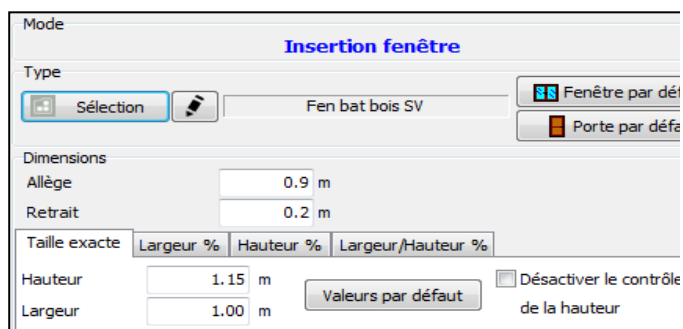 Mode
Insertion fenêtre
Type
Sélection
Fen bat bois SV
Fenêtre par déf
Porte par défa
Dimensions
Allège 0.9 m
Retrait 0.2 m
Taille exacte Largeur % Hauteur % Largeur/Hauteur %
Hauteur 1.15 m
Valeurs par défaut
Désactiver le contrôle
de la hauteur
Largeur 1.00 m